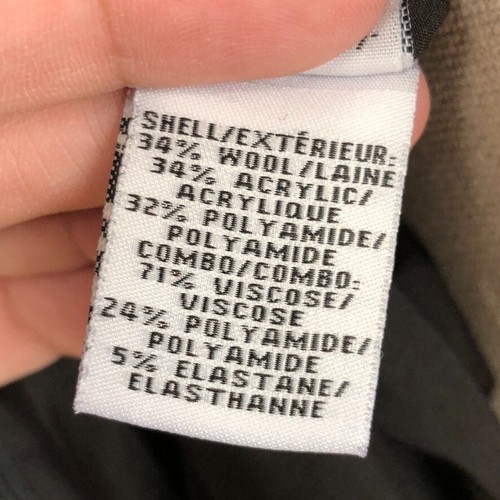 SHELL/EXTÉRIEUR:
34% WOOL/LAINE
34% ACRYLIC/
ACRYLIQUE
32% POLYAMIDE/
POLYAMIDE
COMBO/COMBO:
71% VISCOSE/
VISCOSE
24% POLYAMIDE/
POLYAMIDE
5% ELASTANE/
ELASTHANNE